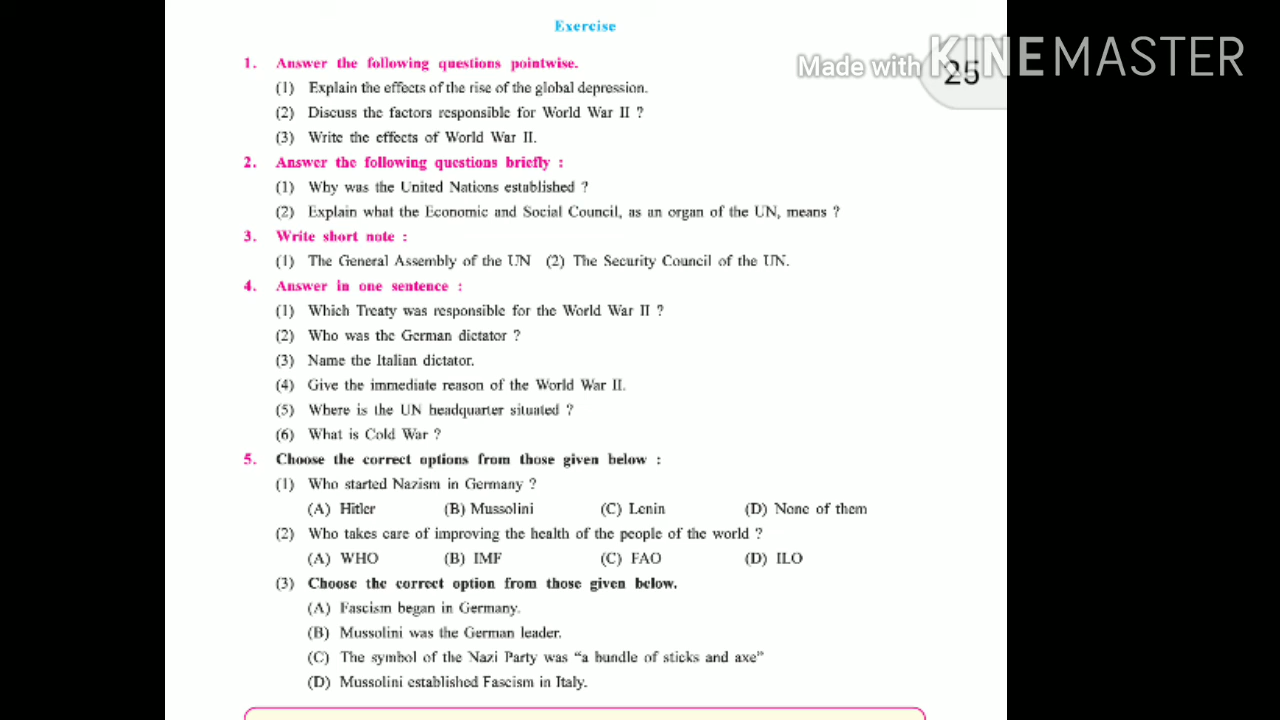 Exercise
Made with KINEMASTER
25
1. Answer the following questions pointwise.
(1) Explain the effects of the rise of the global depression.
(2) Discuss the factors responsible for World War II ?
(3) Write the effects of World War II.
2. Answer the following questions briefly :
(1) Why was the United Nations established ?
(2) Explain what the Economic and Social Council, as an organ of the UN, means ?
3. Write short note :
(1) The General Assembly of the UN (2) The Security Council of the UN.
4. Answer in one sentence :
(1) Which Treaty was responsible for the World War II ?
(2) Who was the German dictator ?
(3) Name the Italian dictator.
(4) Give the immediate reason of the World War II.
(5) Where is the UN headquarter situated ?
(6) What is Cold War ?
5. Choose the correct options from those given below :
(1) Who started Nazism in Germany ?
(A) Hitler (B) Mussolini (C) Lenin (D) None of them
(2) Who takes care of improving the health of the people of the world ?
(A) WHO (B) IMF (C) FAO (D) ILO
(3) Choose the correct option from those given below.
(A) Fascism began in Germany.
(B) Mussolini was the German leader.
(C) The symbol of the Nazi Party was “a bundle of sticks and axe”
(D) Mussolini established Fascism in Italy.